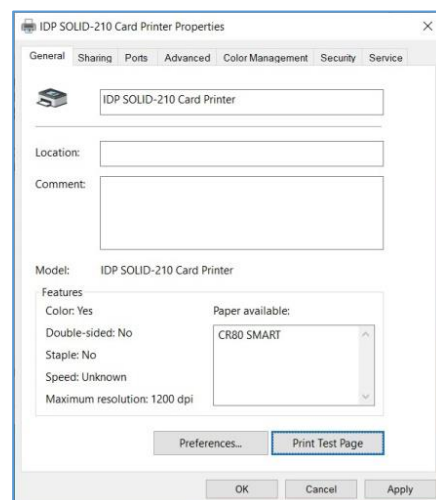 IDP SOLID-210 Card Printer Properties
General Sharing Ports Advanced Color Management Security Service
IDP SOLID-210 Card Printer
Location:
Comment:
Model: IDP SOLID-210 Card Printer
Features
Color: Yes Paper available:
Double-sided: No CR80 SMART
Staple: No
Speed: Unknown
Maximum resolution: 1200 dpi
Preferences... Print Test Page
OK Cancel Apply